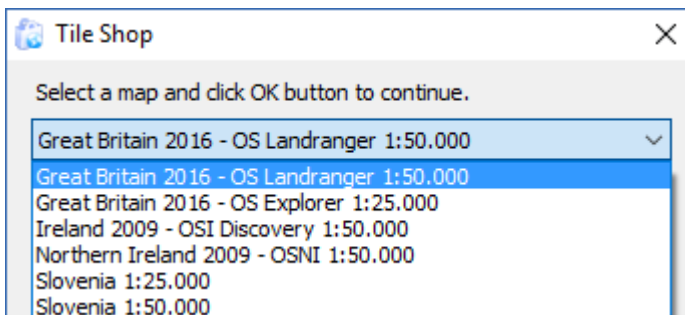 Tile Shop
Select a map and click OK button to continue.
Great Britain 2016 - OS Landranger 1:50.000
Great Britain 2016 - OS Landranger 1:50.000
Great Britain 2016 - OS Explorer 1:25.000
Ireland 2009 - OSI Discovery 1:50.000
Northern Ireland 2009 - OSNI 1:50.000
Slovenia 1:25.000
Slovenia 1:50.000